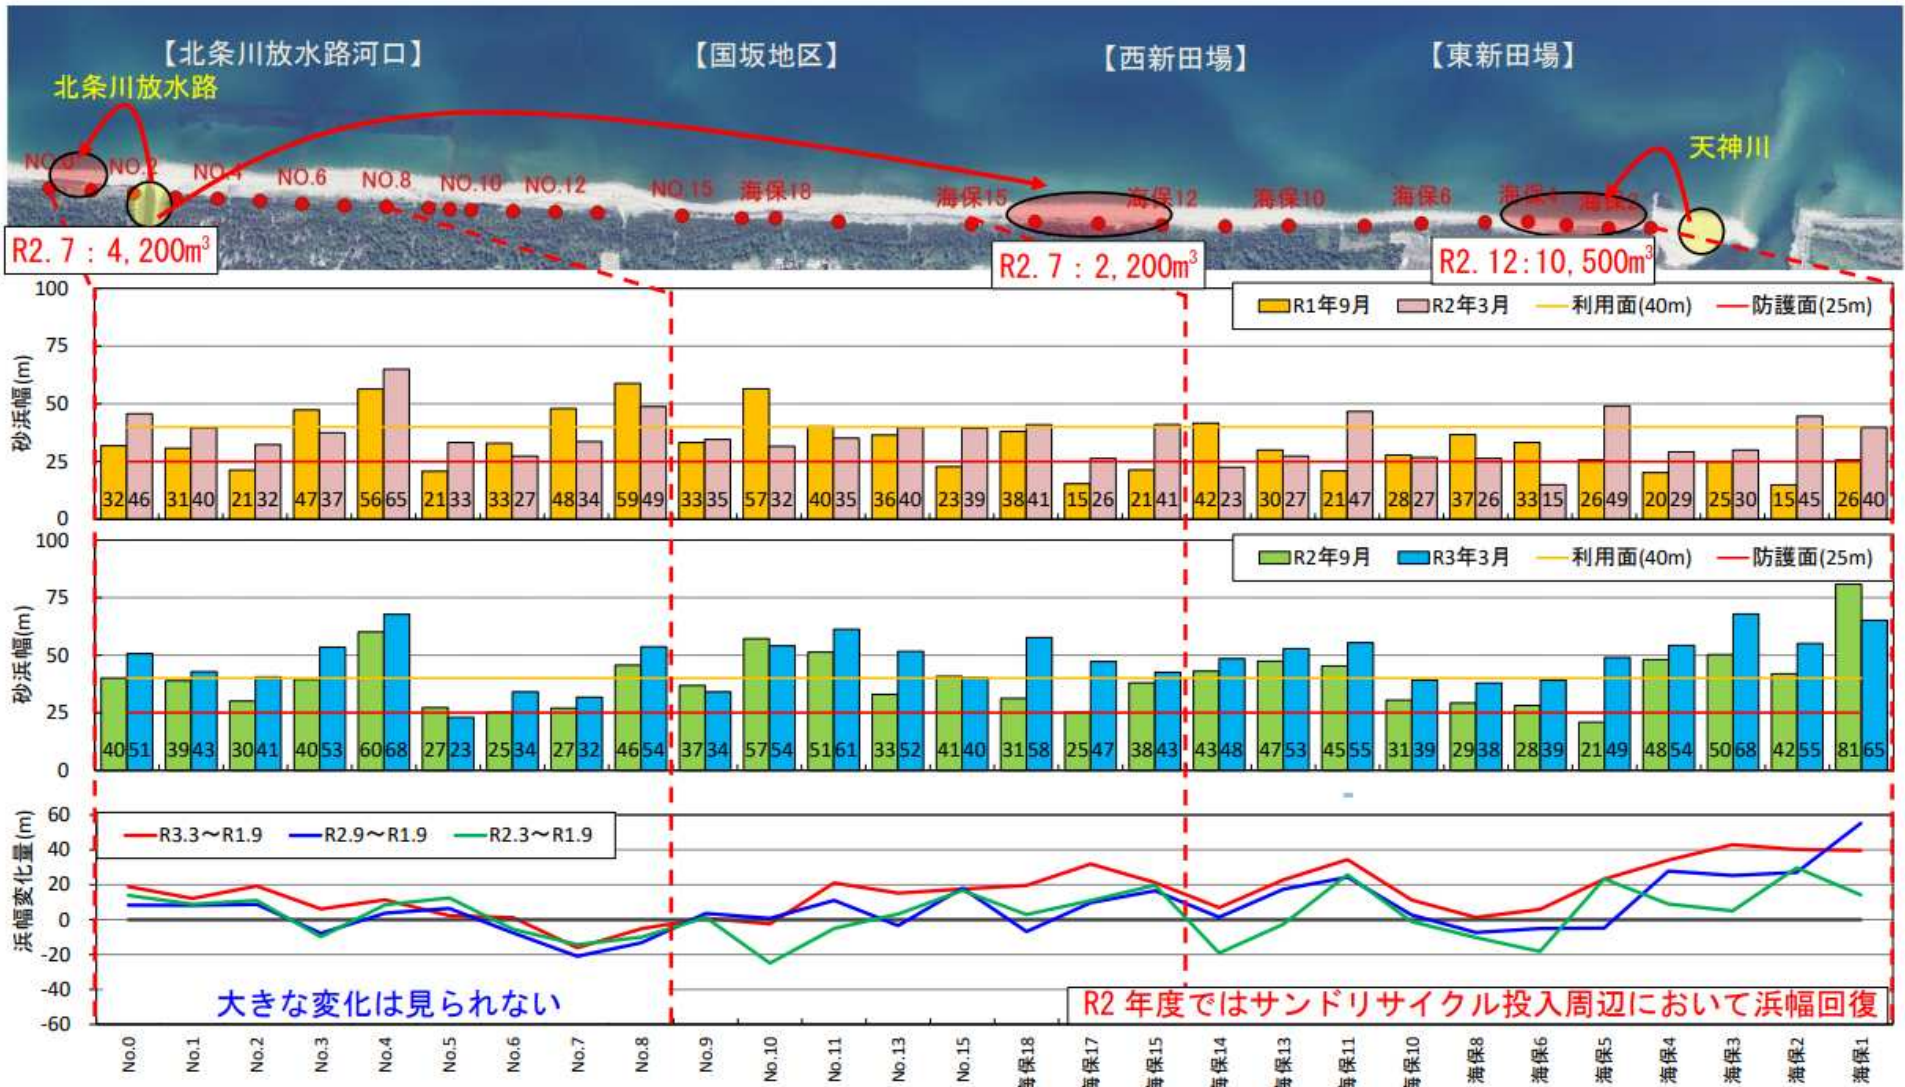 【北条川放水路河口】
【国坂地区】
【西新田場】
【東新田場】
北条川放水路
天神川
NO.0
NO.2
NO.4
NO.6
NO.8
NO.10
NO.12
NO.15
海保18
海保15
海保12
海保10
海保6
海保4
海保2
R2.7：4,200m³
R2.7：2,200m³
R2.12：10,500m³
砂浜幅(m)
100
75
50
25
0
R1年9月 R2年3月 利用面(40m) 防護面(25m)
32 46 31 40 21 32 47 37 56 65 21 33 33 27 48 34 59 49 33 35 57 32 40 35 36 40 23 39 38 41 15 26 21 41 42 23 30 27 21 47 28 27 37 26 33 15 26 49 20 29 25 30 15 45 26 40
砂浜幅(m)
100
75
50
25
0
R2年9月 R3年3月 利用面(40m) 防護面(25m)
40 51 39 43 30 41 40 53 60 68 27 23 25 34 27 32 46 54 37 34 57 54 51 61 33 52 41 40 31 58 25 47 38 43 43 48 47 53 45 55 31 39 29 38 28 39 21 49 48 54 50 68 42 55 81 65
浜幅変化量(m)
60
40
20
0
-20
-40
-60
R3.3～R1.9 R2.9～R1.9 R2.3～R1.9
大きな変化は見られない
R2 年度ではサンドリサイクル投入周辺において浜幅回復
No.0 No.1 No.2 No.3 No.4 No.5 No.6 No.7 No.8 No.9 No.10 No.11 No.13 No.15 海保18 海保17 海保15 海保14 海保13 海保11 海保10 海保8 海保6 海保5 海保4 海保3 海保2 海保1